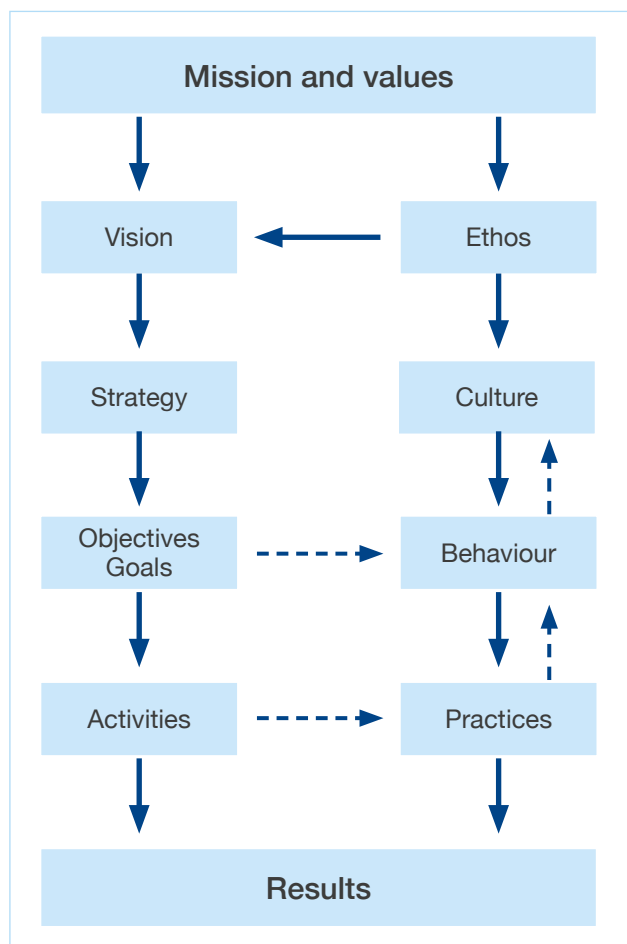 Mission and values
Vision
Ethos
Strategy
Culture
Objectives
Goals
Behaviour
Activities
Practices
Results